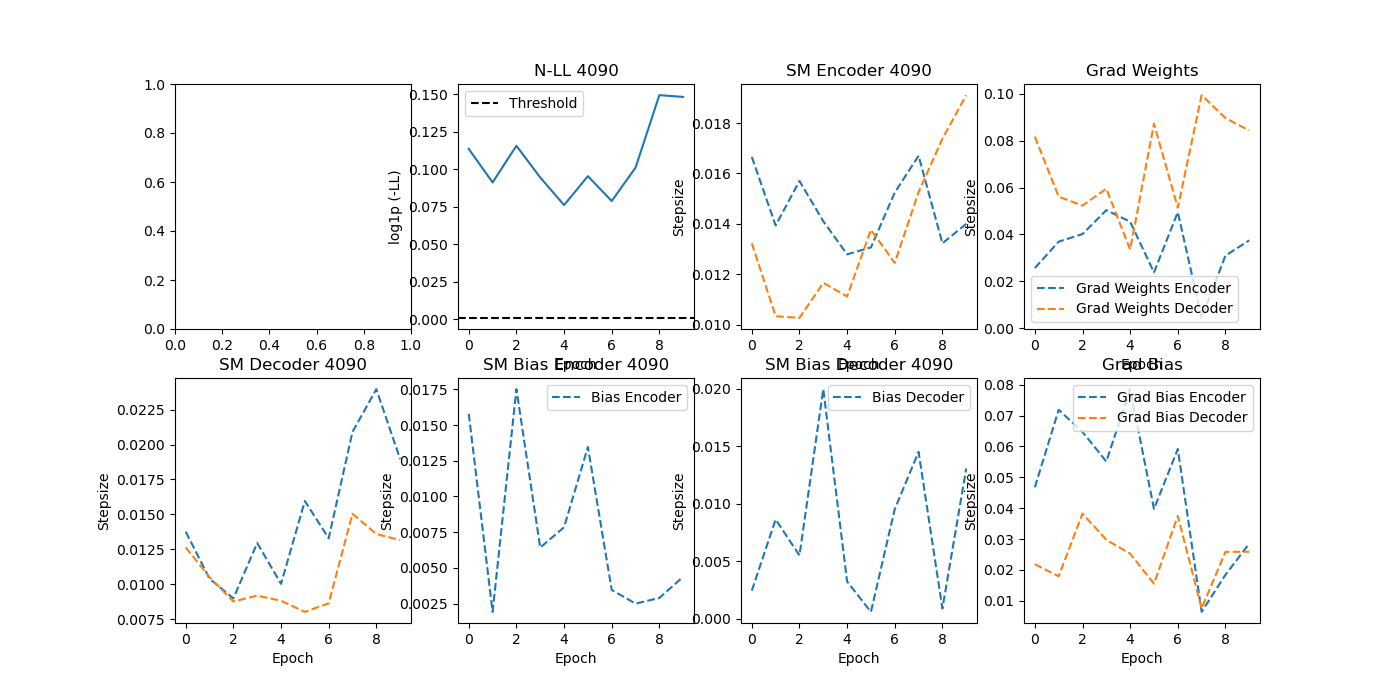 N-LL 4090
SM Encoder 4090
Grad Weights
1.0
0.8
0.6
0.4
0.2
0.0
0.0 0.2 0.4 0.6 0.8 1.0
log1p (-LL)
0.150
0.125
0.100
0.075
0.050
0.025
0.000
Threshold
0 2 4 6 8
Epoch
Stepsize
0.018
0.016
0.014
0.012
0.010
0 2 4 6 8
Epoch
Stepsize
0.10
0.08
0.06
0.04
0.02
0.00
Grad Weights Encoder
Grad Weights Decoder
0 2 4 6 8
Epoch
SM Decoder 4090
SM Bias Encoder 4090
SM Bias Decoder 4090
Grad Bias
Stepsize
0.0225
0.0200
0.0175
0.0150
0.0125
0.0100
0.0075
0 2 4 6 8
Epoch
Stepsize
0.0175
0.0150
0.0125
0.0100
0.0075
0.0050
0.0025
Bias Encoder
0 2 4 6 8
Epoch
Stepsize
0.020
0.015
0.010
0.005
0.000
Bias Decoder
0 2 4 6 8
Epoch
Stepsize
0.08
0.07
0.06
0.05
0.04
0.03
0.02
0.01
Grad Bias Encoder
Grad Bias Decoder
0 2 4 6 8
Epoch